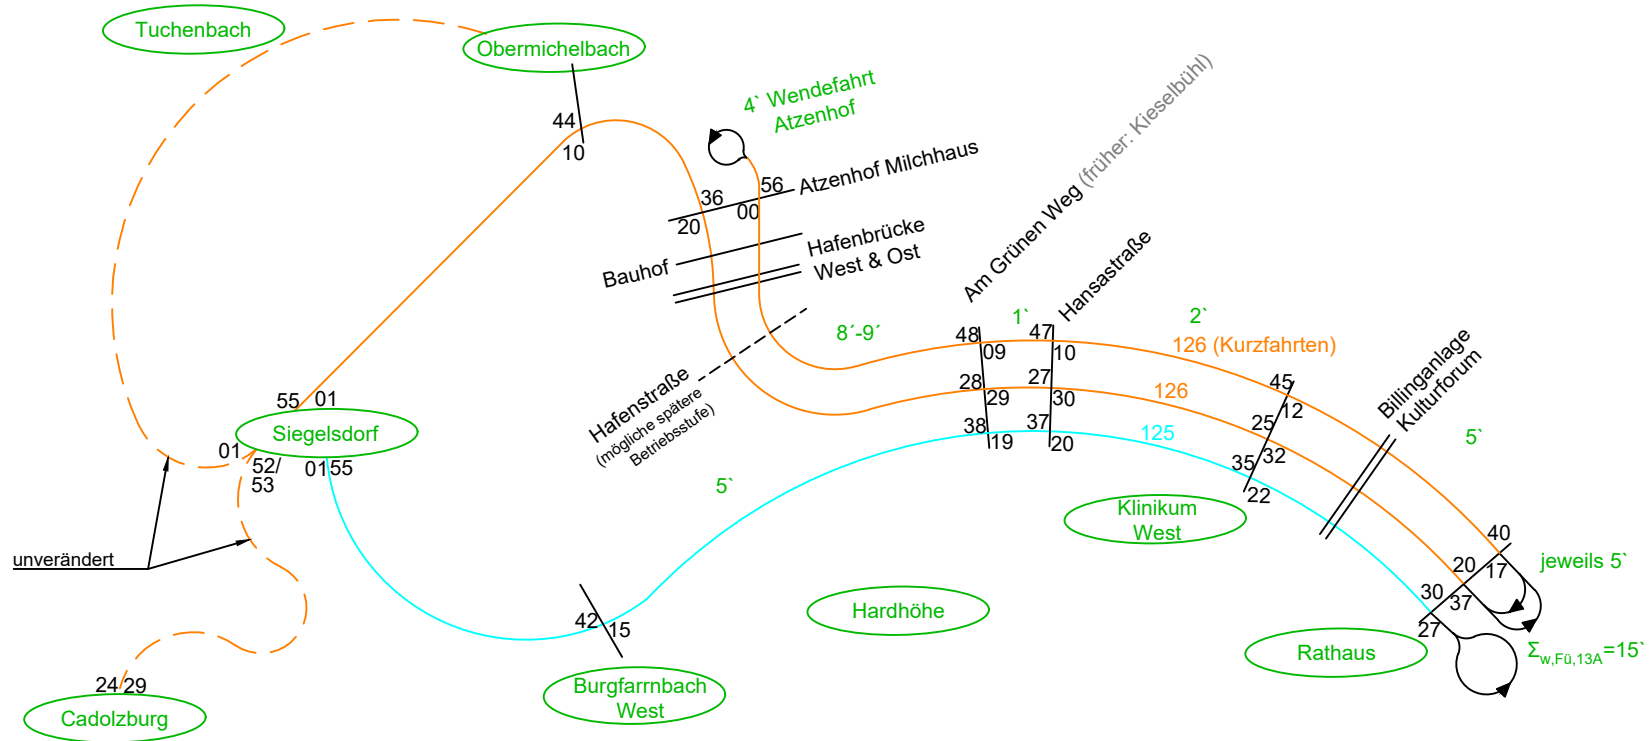 Tuchenbach
Obermichelbach
44
10
4` Wendefahrt
Atzenhof
56
36
00
20
Atzenhof Milchhaus
Bauhof
Hafenbrücke
West & Ost
Am Grünen Weg (früher: Kieselbühl)
Hansastraße
Hafenstraße
(mögliche spätere
Betriebsstufe)
8´-9´
1`
2`
48
09
47
10
126 (Kurzfahrten)
28
29
27
30
126
38
19
37
20
125
45
12
25
32
35
22
Billinganlage
Kulturforum
5`
55
01
Siegelsdorf
01
52/
53
01
55
5`
Klinikum
West
unverändert
40
17
20
37
30
27
jeweils 5`
Σw,Fü,13A=15`
Hardhöhe
42
15
Rathaus
Burgfarrnbach
West
24
29
Cadolzburg